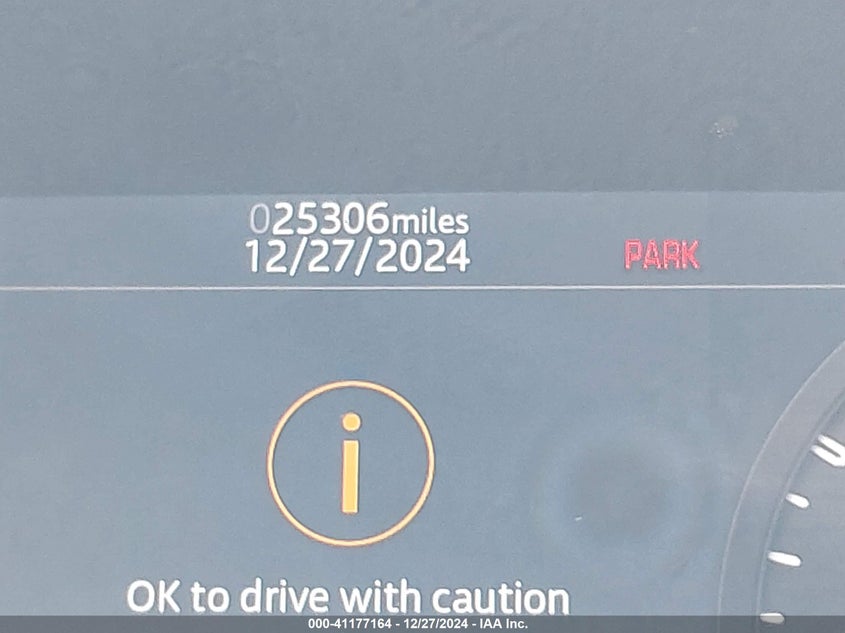 025306miles
12/27/2024
PARK
i
OK to drive with caution
000-41177164 - 12/27/2024 - IAA Inc.